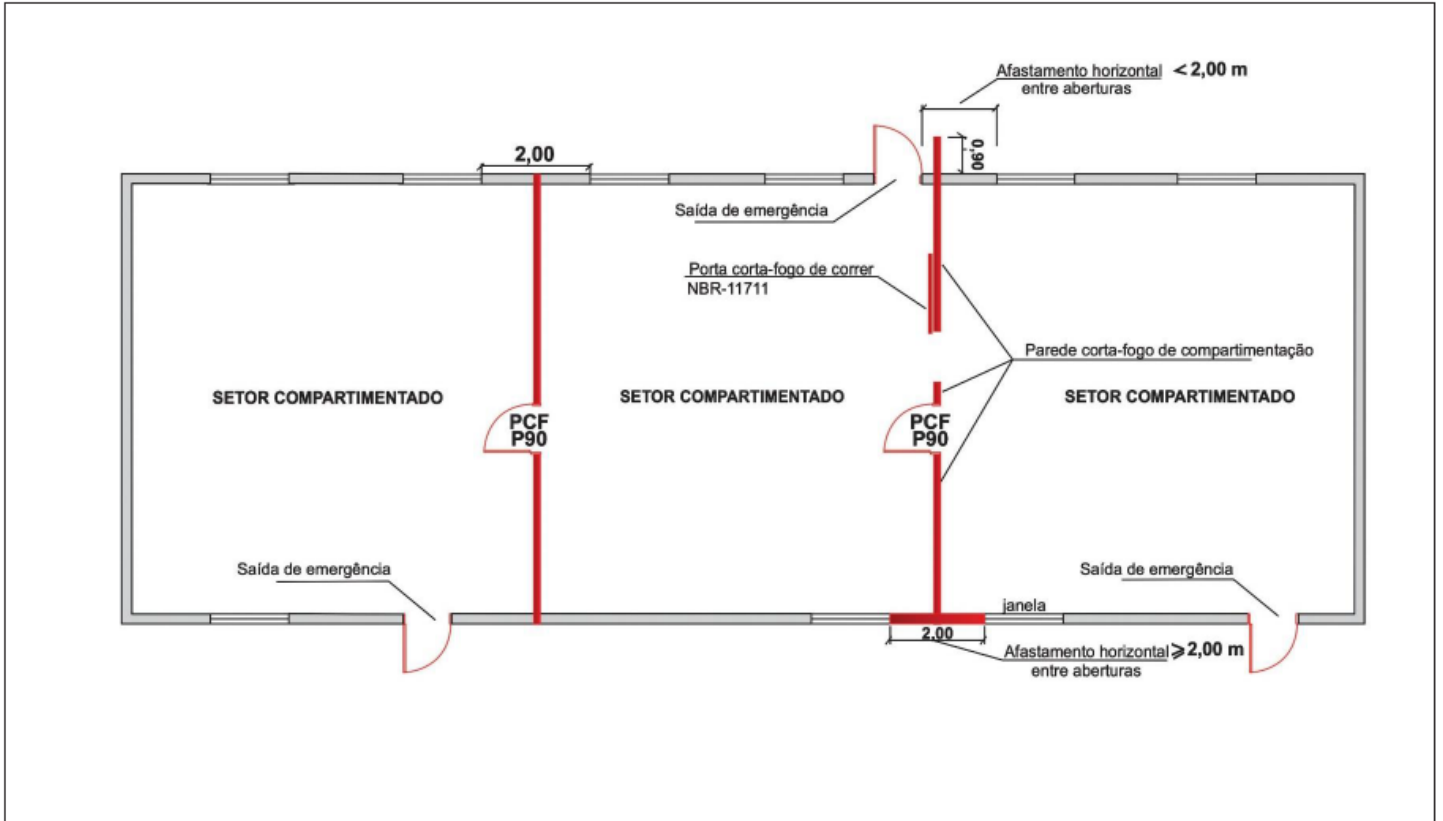 Afastamento horizontal < 2,00 m
entre aberturas
2,00
0,90
Saída de emergência
Porta corta-fogo de correr
NBR-11711
Parede corta-fogo de compartimentação
SETOR COMPARTIMENTADO
SETOR COMPARTIMENTADO
SETOR COMPARTIMENTADO
PCF
P90
PCF
P90
Saída de emergência
Saída de emergência
janela
2,00
Afastamento horizontal ⩾ 2,00 m
entre aberturas